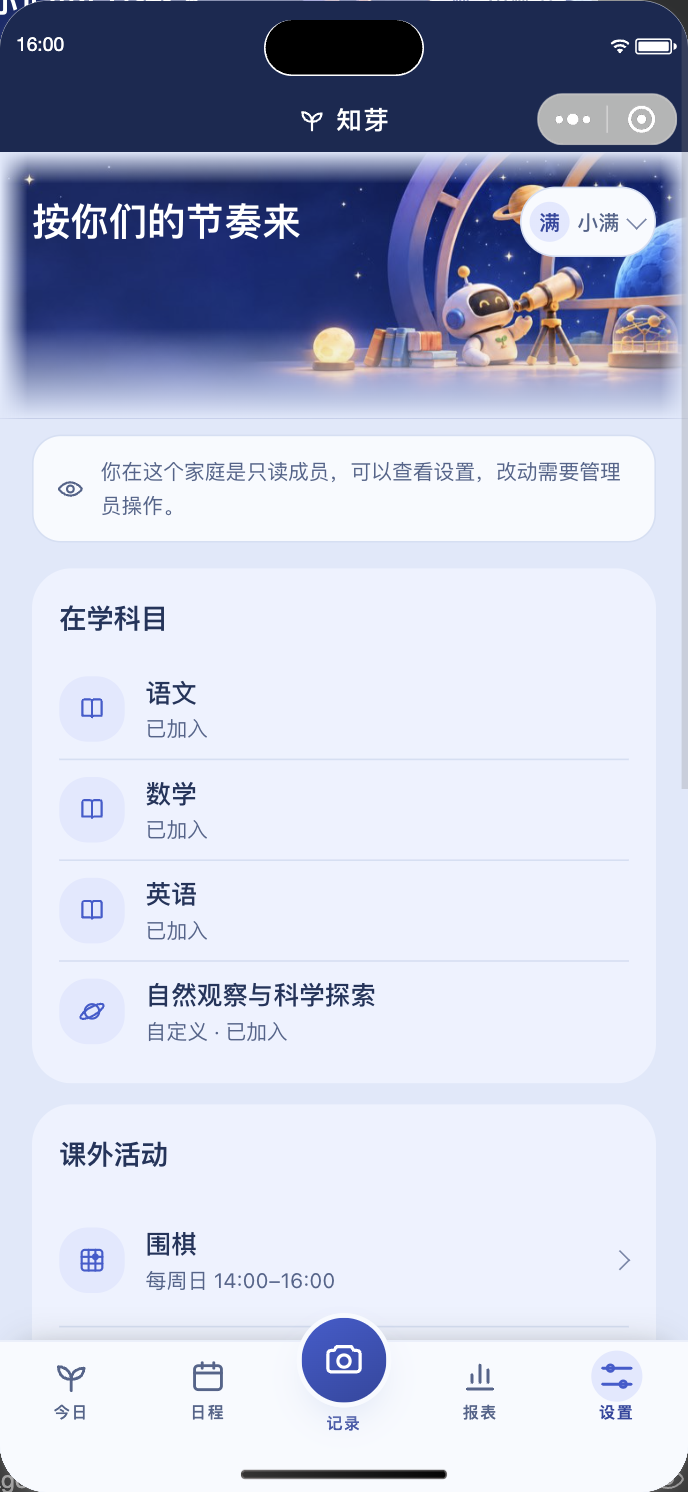 16:00
知芽
按你们的节奏来
满 小满
你在这个家庭是只读成员，可以查看设置，改动需要管理
员操作。
在学科目
语文
已加入
数学
已加入
英语
已加入
自然观察与科学探索
自定义 · 已加入
课外活动
围棋
每周日 14:00–16:00
今日
日程
记录
报表
设置